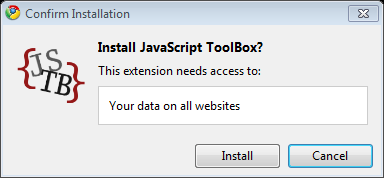 Confirm Installation
JS
TB
Install JavaScript ToolBox?
This extension needs access to:
Your data on all websites
Install
Cancel